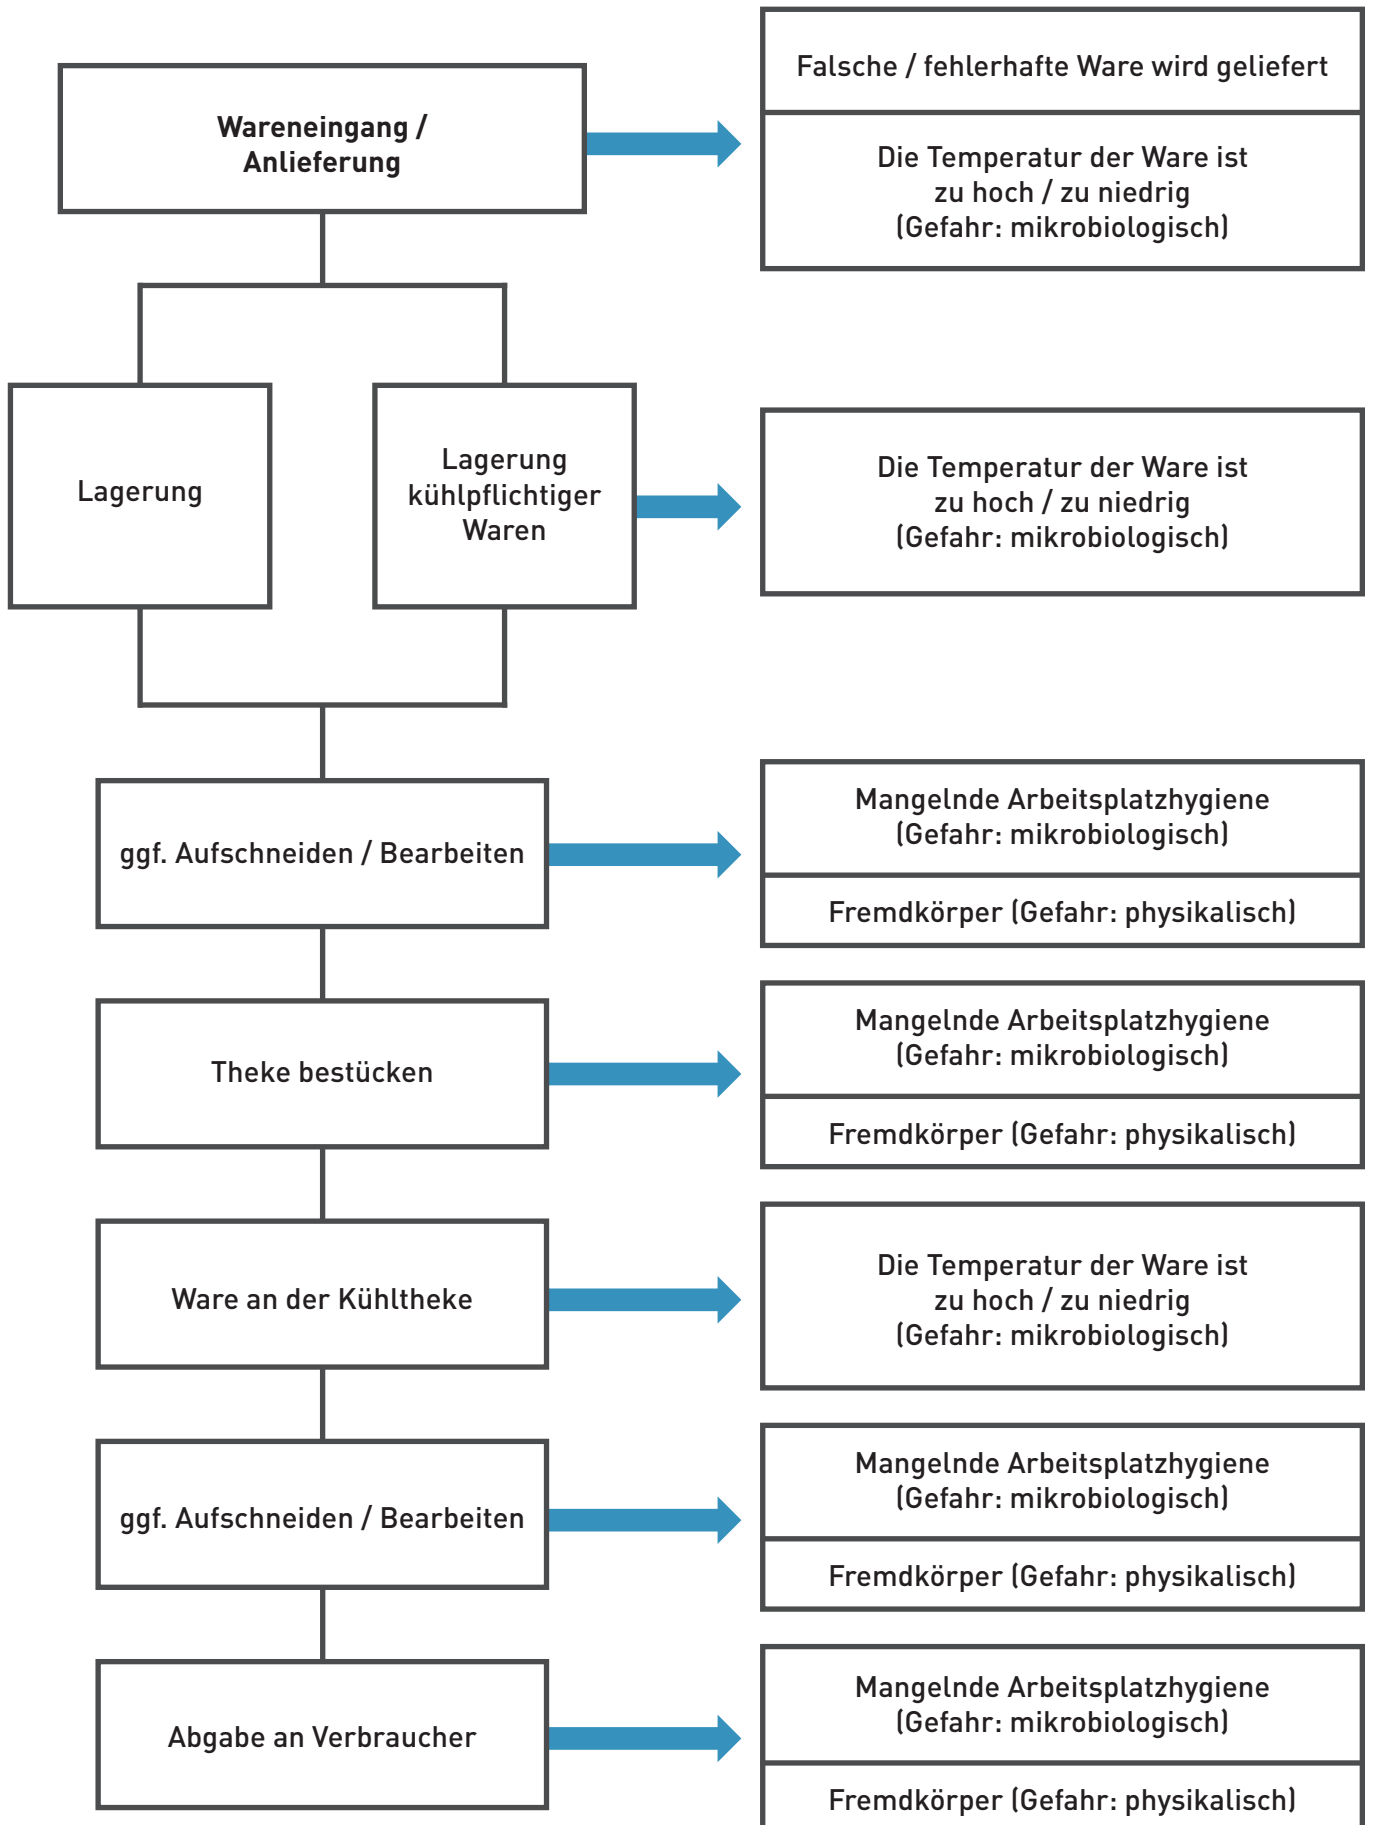 Wareneingang /
Anlieferung
Falsche / fehlerhafte Ware wird geliefert
Die Temperatur der Ware ist
zu hoch / zu niedrig
(Gefahr: mikrobiologisch)
Lagerung
Lagerung
kühlpflichtiger
Waren
Die Temperatur der Ware ist
zu hoch / zu niedrig
(Gefahr: mikrobiologisch)
ggf. Aufschneiden / Bearbeiten
Mangelnde Arbeitsplatzhygiene
(Gefahr: mikrobiologisch)
Fremdkörper (Gefahr: physikalisch)
Theke bestücken
Mangelnde Arbeitsplatzhygiene
(Gefahr: mikrobiologisch)
Fremdkörper (Gefahr: physikalisch)
Ware an der Kühltheke
Die Temperatur der Ware ist
zu hoch / zu niedrig
(Gefahr: mikrobiologisch)
ggf. Aufschneiden / Bearbeiten
Mangelnde Arbeitsplatzhygiene
(Gefahr: mikrobiologisch)
Fremdkörper (Gefahr: physikalisch)
Abgabe an Verbraucher
Mangelnde Arbeitsplatzhygiene
(Gefahr: mikrobiologisch)
Fremdkörper (Gefahr: physikalisch)